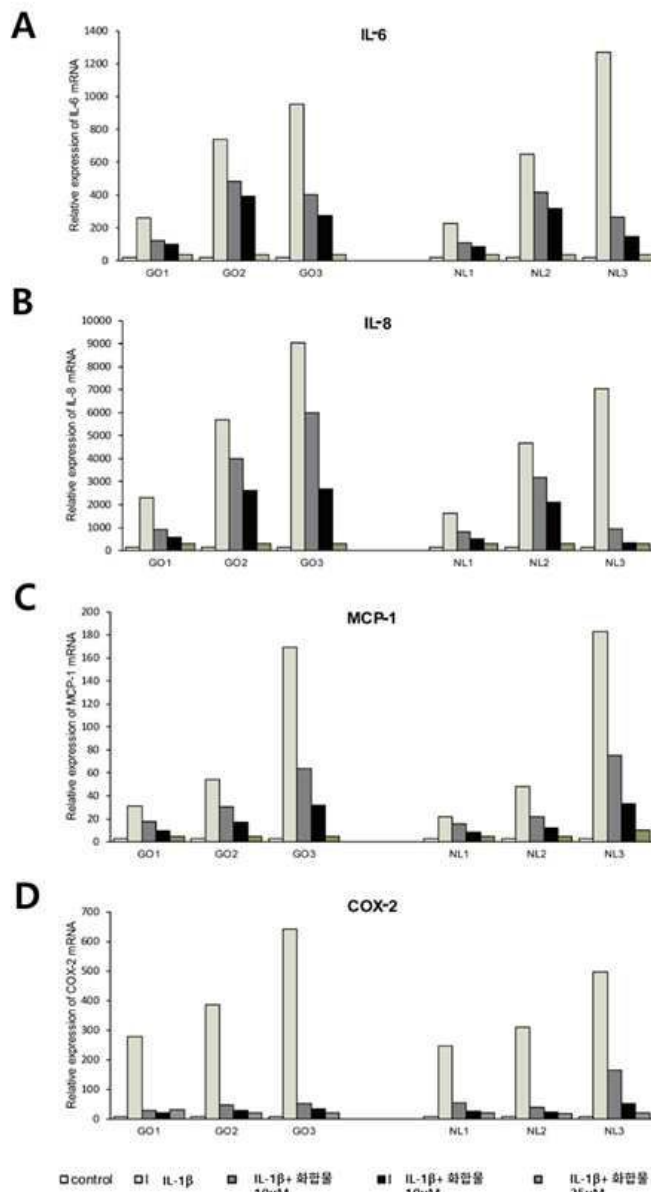 A
IL-6
Relative expression of IL-6 mRNA
1400
1200
1000
800
600
400
200
0
GO1 GO2 GO3 NL1 NL2 NL3
B
IL-8
Relative expression of IL-8 mRNA
10000
9000
8000
7000
6000
5000
4000
3000
2000
1000
0
GO1 GO2 GO3 NL1 NL2 NL3
C
MCP-1
Relative expression of MCP-1 mRNA
200
180
160
140
120
100
80
60
40
20
0
GO1 GO2 GO3 NL1 NL2 NL3
D
COX-2
Relative expression of COX-2 mRNA
700
600
500
400
300
200
100
0
GO1 GO2 GO3 NL1 NL2 NL3
control IL-1β IL-1β+ 화합물 IL-1β+ 화합물 IL-1β+ 화합물